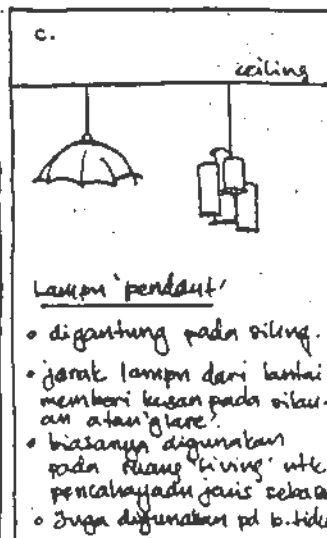 c.
ceiling
Lampu 'pendant'
• digantung pada siling.
• jarak lampu dari lantai
memberi kesan pada silau-
an atau 'glare'.
• biasanya digunakan
pada ruang 'living' utk.
pencahayaan jenis sebaran
• Juga digunakan pd b. tidur